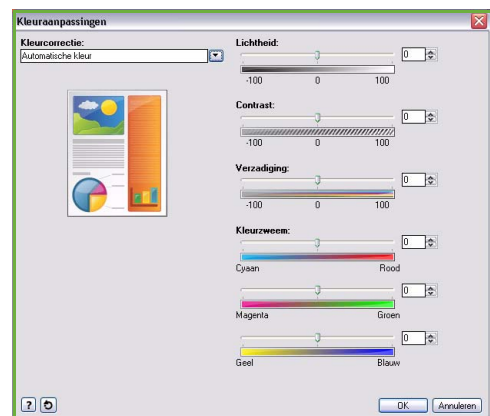 Kleuraanpassingen
Kleurcorrectie:
Automatische kleur
Lichtheid:
0
-100 0 100
Contrast:
0
-100 0 100
Verzadiging:
0
-100 0 100
Kleurzweem:
0
Cyaan Rood
0
Magenta Groen
0
Geel Blauw
?
OK Annuleren